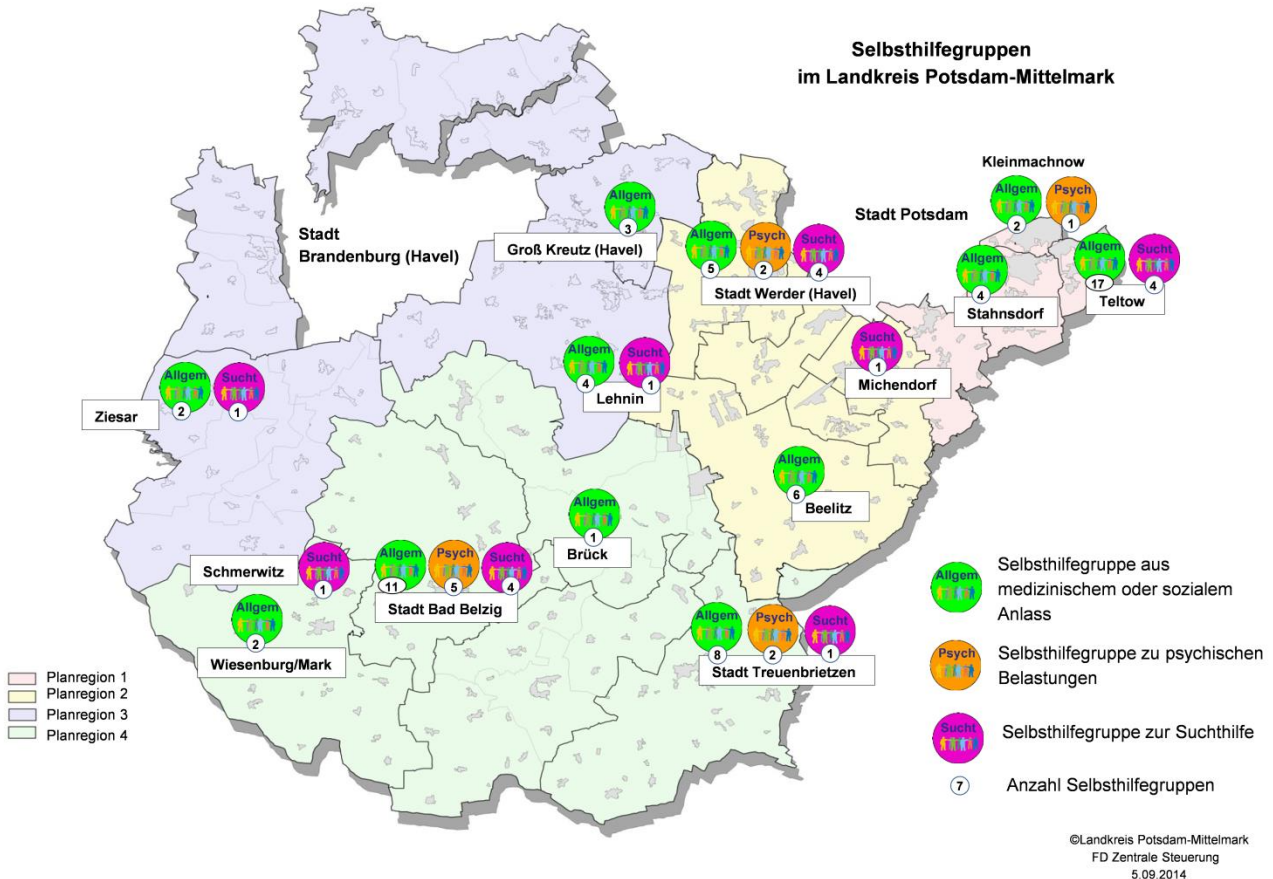 Selbsthilfegruppen
im Landkreis Potsdam-Mittelmark
Kleinmachnow
Allgem
2
Psych
1
Stadt Potsdam
Allgem
3
Groß Kreutz (Havel)
Stadt
Brandenburg (Havel)
Allgem
5
Psych
2
Sucht
4
Stadt Werder (Havel)
Allgem
4
Stahnsdorf
Allgem
17
Sucht
4
Teltow
Sucht
1
Michendorf
Allgem
4
Sucht
1
Lehnin
Allgem
2
Sucht
1
Ziesar
Allgem
6
Beelitz
Allgem
1
Brück
Schmerwitz
Sucht
1
Allgem
11
Psych
5
Sucht
4
Stadt Bad Belzig
Allgem
2
Wiesenburg/Mark
Allgem
8
Psych
2
Sucht
1
Stadt Treuenbrietzen
Planregion 1
Planregion 2
Planregion 3
Planregion 4
Allgem
Selbsthilfegruppe aus
medizinischem oder sozialem
Anlass
Psych
Selbsthilfegruppe zu psychischen
Belastungen
Sucht
Selbsthilfegruppe zur Suchthilfe
7
Anzahl Selbsthilfegruppen
©Landkreis Potsdam-Mittelmark
FD Zentrale Steuerung
5.09.2014